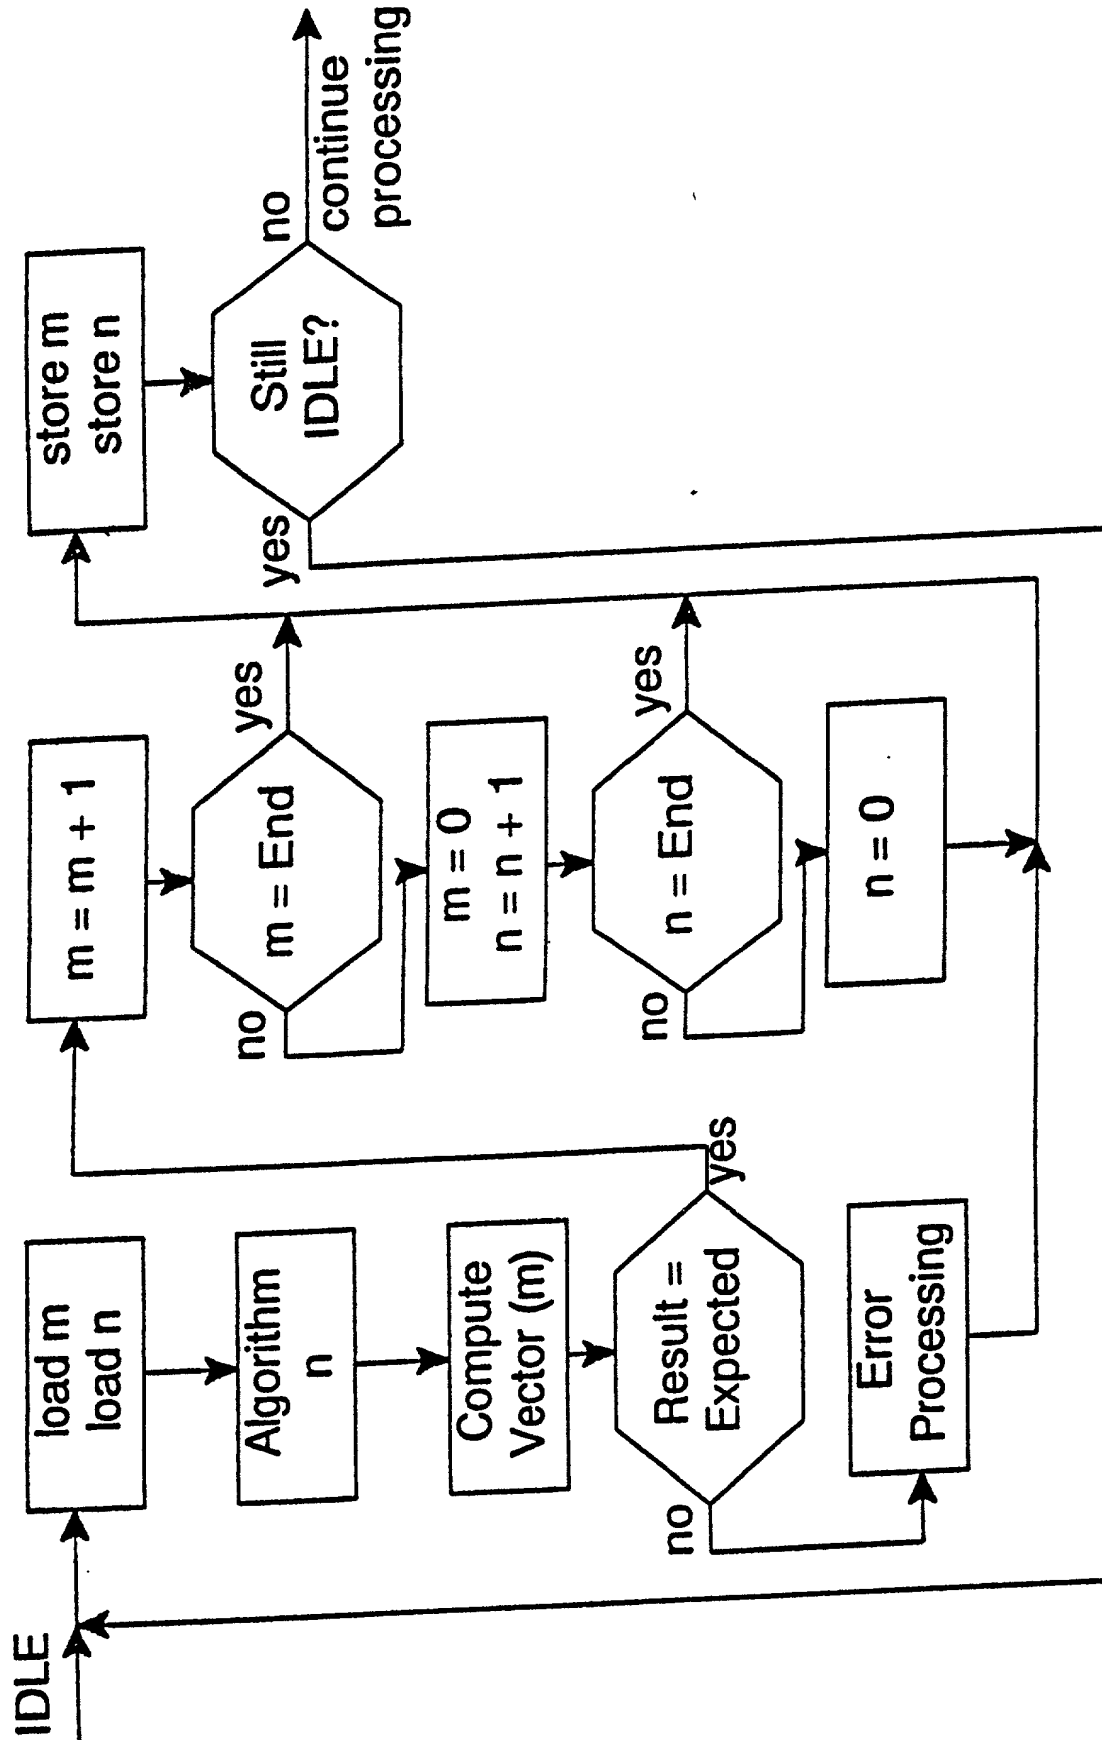 IDLE
load m
load n
Algorithm
n
Compute
Vector (m)
Result =
Expected
no
yes
Error
Processing
m = m + 1
m = End
no
yes
m = 0
n = n + 1
n = End
no
yes
n = 0
store m
store n
Still
IDLE?
yes
no
continue
processing